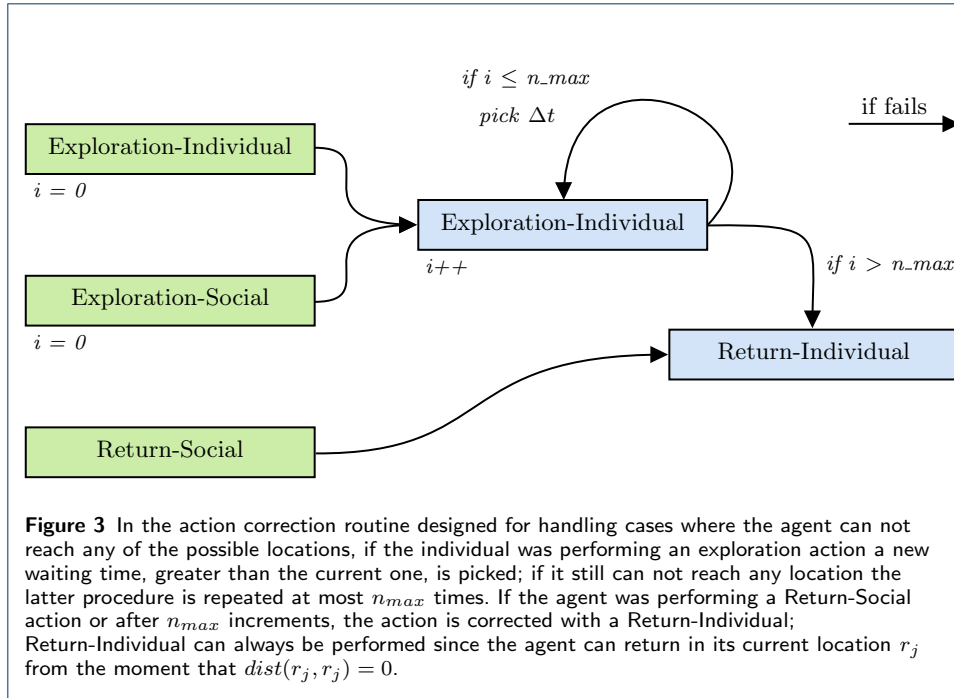 if i ≤ n_max
pick Δt
if fails
Exploration-Individual
i = 0
Exploration-Individual
i++
if i > n_max
Exploration-Social
i = 0
Return-Individual
Return-Social
Figure 3 In the action correction routine designed for handling cases where the agent can not
reach any of the possible locations, if the individual was performing an exploration action a new
waiting time, greater than the current one, is picked; if it still can not reach any location the
latter procedure is repeated at most n_max times. If the agent was performing a Return-Social
action or after n_max increments, the action is corrected with a Return-Individual;
Return-Individual can always be performed since the agent can return in its current location r_j
from the moment that dist(r_j, r_j) = 0.